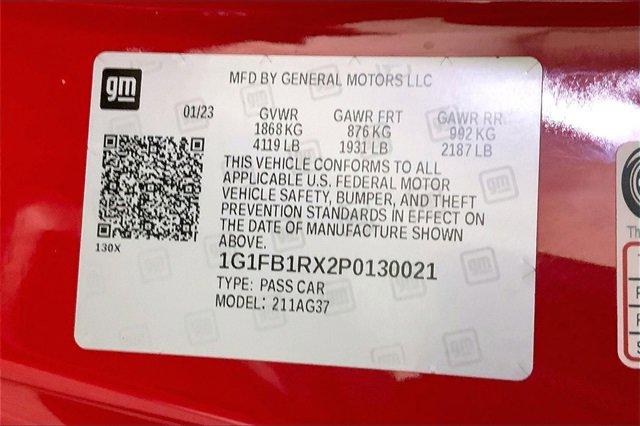 gm
MFD BY GENERAL MOTORS LLC
01/23
GVWR GAWR FRT GAWR RR
1868 KG 876 KG 992 KG
4119 LB 1931 LB 2187 LB
THIS VEHICLE CONFORMS TO ALL
APPLICABLE U.S. FEDERAL MOTOR
VEHICLE SAFETY, BUMPER, AND THEFT
PREVENTION STANDARDS IN EFFECT ON
THE DATE OF MANUFACTURE SHOWN
ABOVE.
130X
1G1FB1RX2P0130021
TYPE: PASS CAR
MODEL: 211AG37
Th